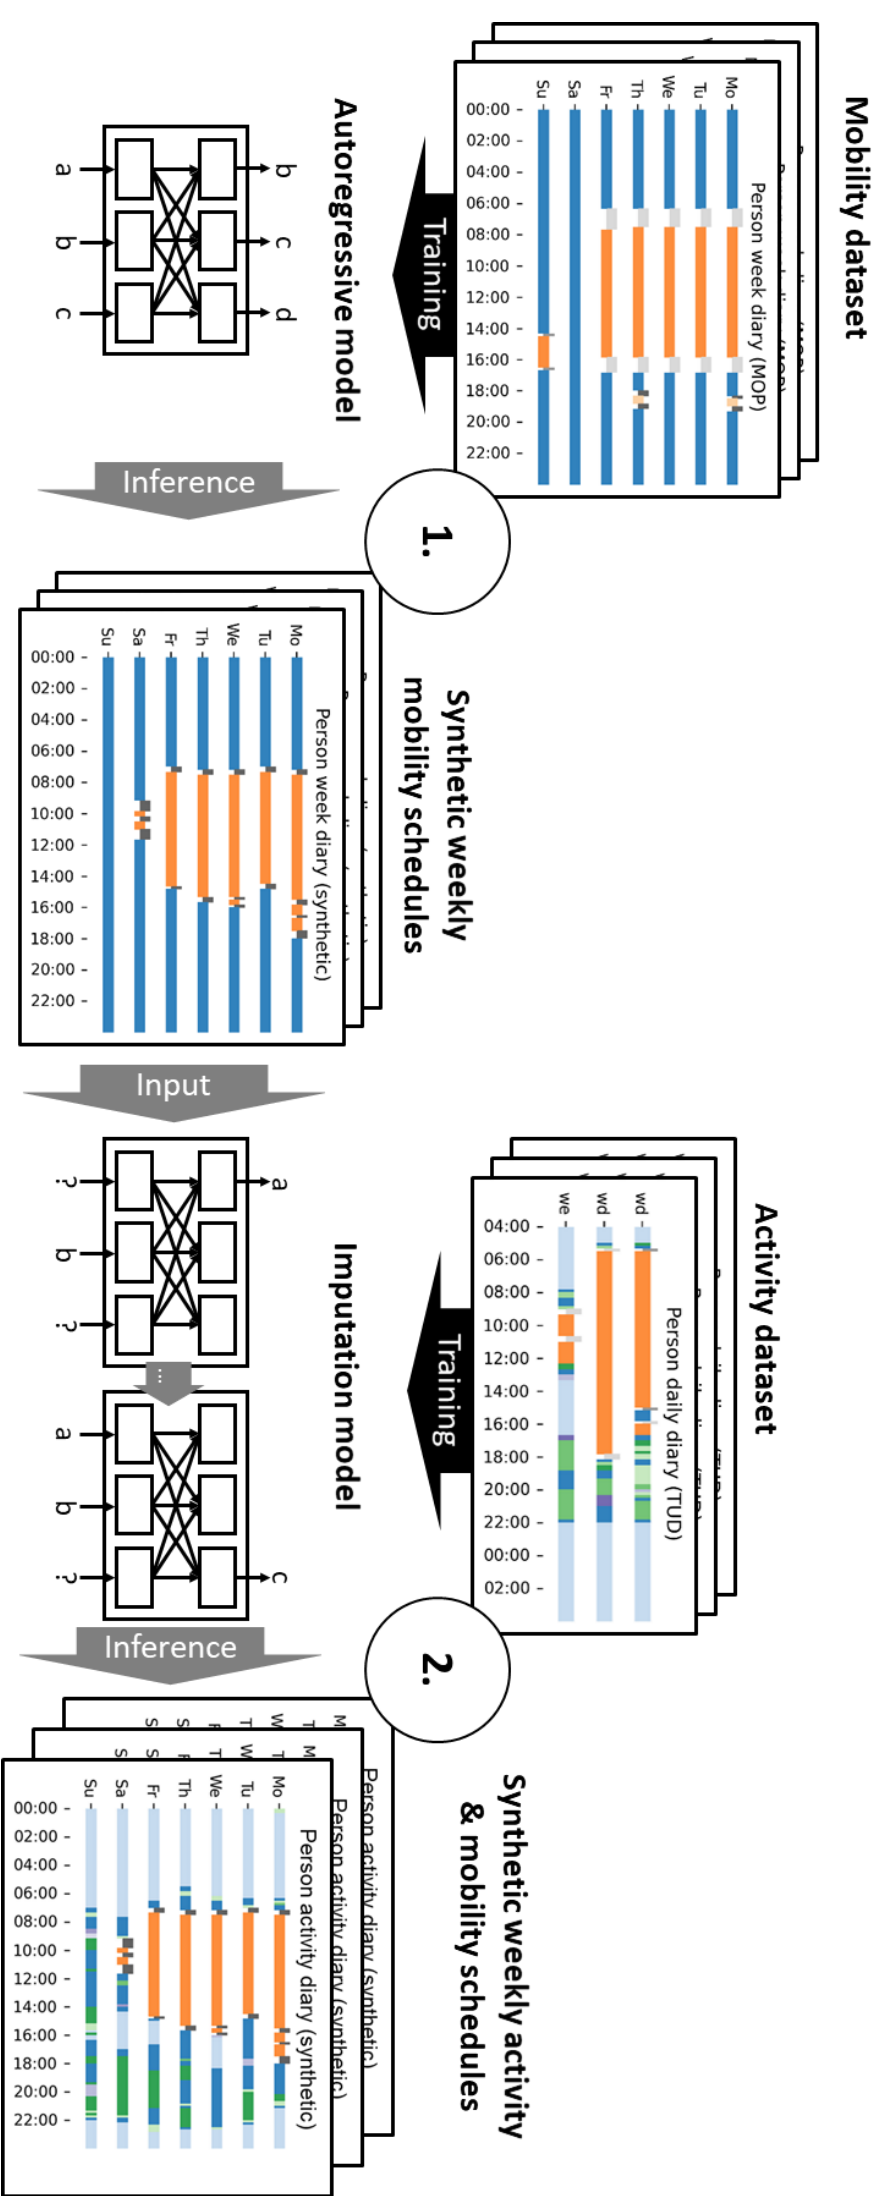 Mobility dataset
Person week diary (MOP)
Mo
Tu
We
Th
Fr
Sa
Su
00:00
02:00
04:00
06:00
08:00
10:00
12:00
14:00
16:00
18:00
20:00
22:00
Training
Autoregressive model
b c d
a b c
Inference
1.
Synthetic weekly
mobility schedules
Person week diary (synthetic)
Mo
Tu
We
Th
Fr
Sa
Su
00:00
02:00
04:00
06:00
08:00
10:00
12:00
14:00
16:00
18:00
20:00
22:00
Input
Activity dataset
Person daily diary (TUD)
wd
wd
we
04:00
06:00
08:00
10:00
12:00
14:00
16:00
18:00
20:00
22:00
00:00
02:00
Training
Imputation model
a
? b ?
...
c
a b ?
Inference
2.
Synthetic weekly activity
& mobility schedules
Person activity diary (synthetic)
Person activity diary (synthetic)
Person activity diary (synthetic)
Mo
Tu
We
Th
Fr
Sa
Su
00:00
02:00
04:00
06:00
08:00
10:00
12:00
14:00
16:00
18:00
20:00
22:00